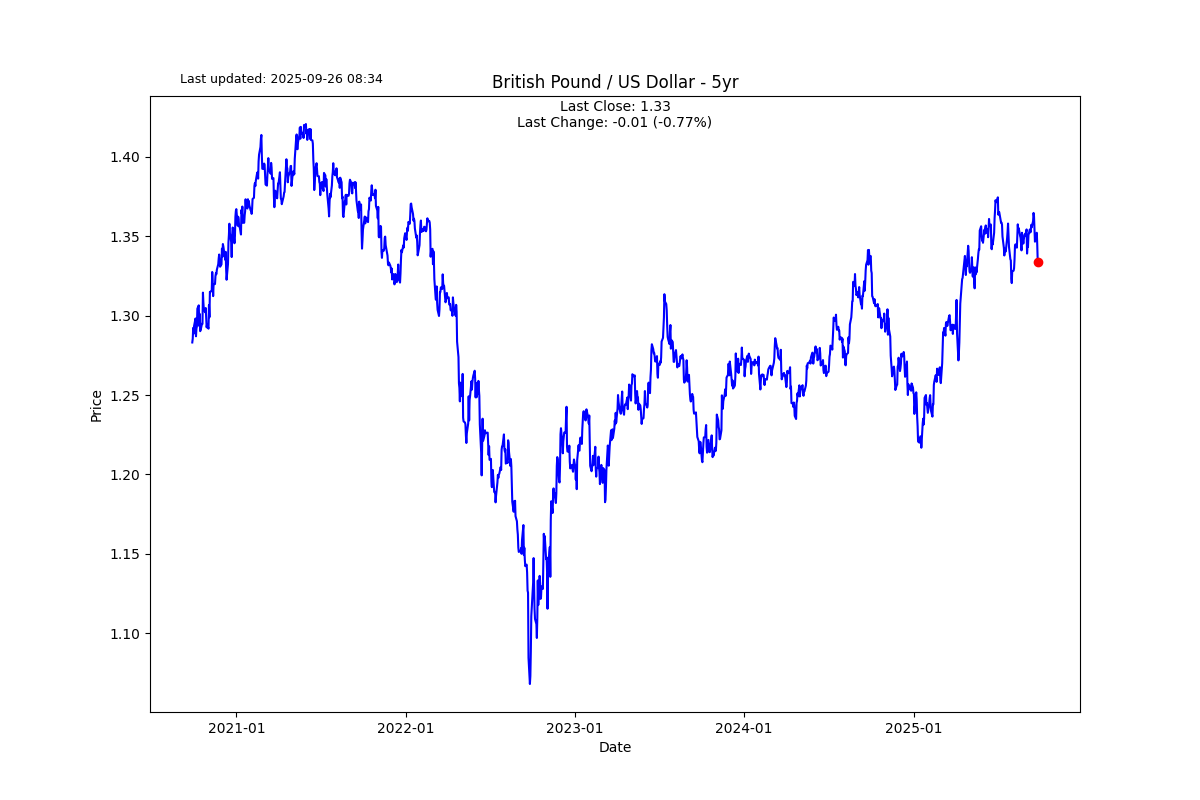 Last updated: 2025-09-26 08:34
British Pound / US Dollar - 5yr
Last Close: 1.33
Last Change: -0.01 (-0.77%)
1.40
1.35
1.30
1.25
1.20
1.15
1.10
Price
2021-01
2022-01
2023-01
2024-01
2025-01
Date